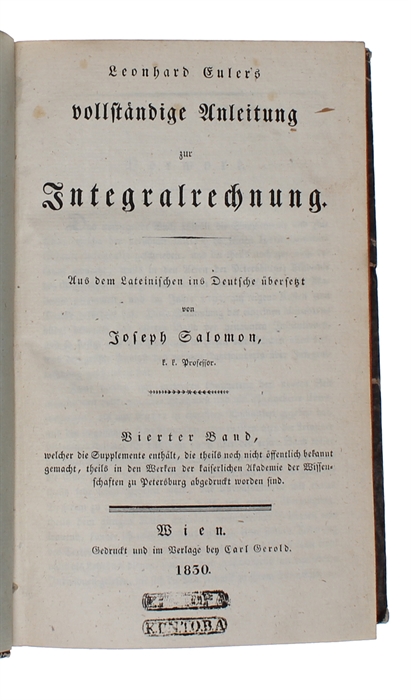 Leonhard Eulers
vollständige Anleitung
zur
Integralrechnung.
Aus dem Lateinischen ins Deutsche übersetzt
von
Joseph Salomon,
k. k. Professor.
Vierter Band,
welcher die Supplemente enthält, die theils noch nicht öffentlich bekannt
gemacht, theils in den Werken der kaiserlichen Akademie der Wissen-
schaften zu Petersburg abgedruckt worden sind.
Wien.
Gedruckt und im Verlage bey Carl Gerold.
1830.